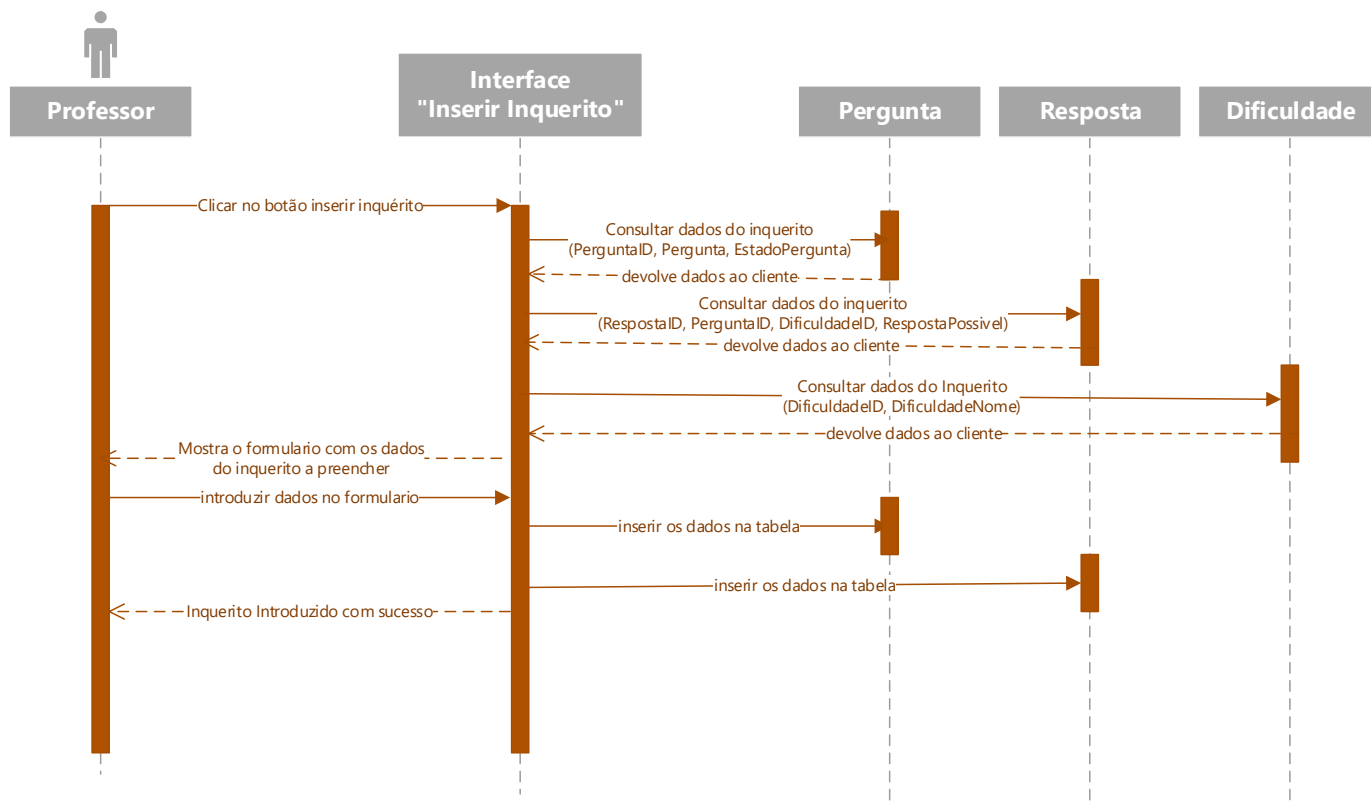 Professor
Interface
"Inserir Inquerito"
Pergunta
Resposta
Dificuldade
Clicar no botão inserir inquérito
Consultar dados do inquerito
(PerguntaID, Pergunta, EstadoPergunta)
devolve dados ao cliente
Consultar dados do inquerito
(RespostaID, PerguntaID, DificuldadeID, RespostaPossivel)
devolve dados ao cliente
Consultar dados do Inquerito
(DificuldadeID, DificuldadeNome)
devolve dados ao cliente
Mostra o formulario com os dados
do inquerito a preencher
introduzir dados no formulario
inserir os dados na tabela
inserir os dados na tabela
Inquerito Introduzido com sucesso